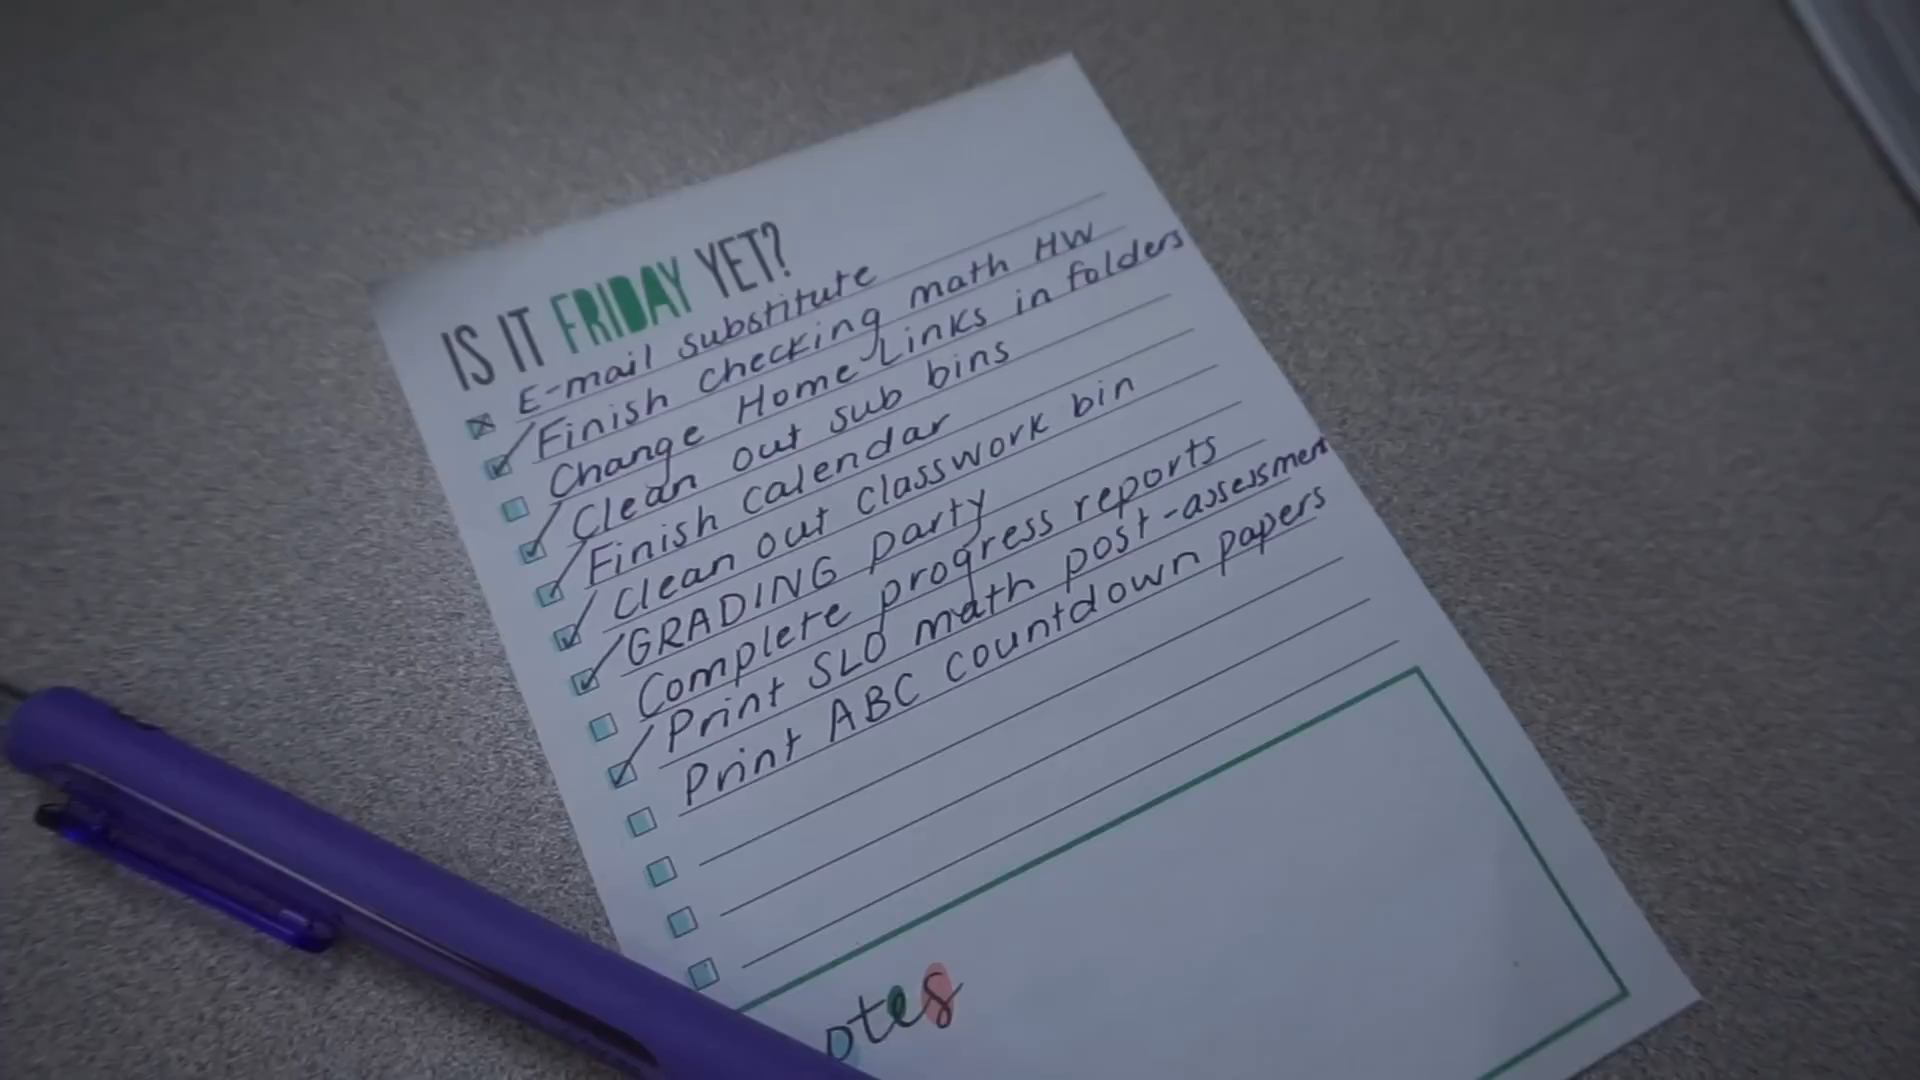 IS IT FRIDAY YET?
E-mail substitute
Finish checking math HW
Change Home Links in folders
Clean out sub bins
Finish calendar
Clean out classwork bin
GRADING party
Complete progress reports
Print SLO math post-assessment
Print ABC countdown papers
otes